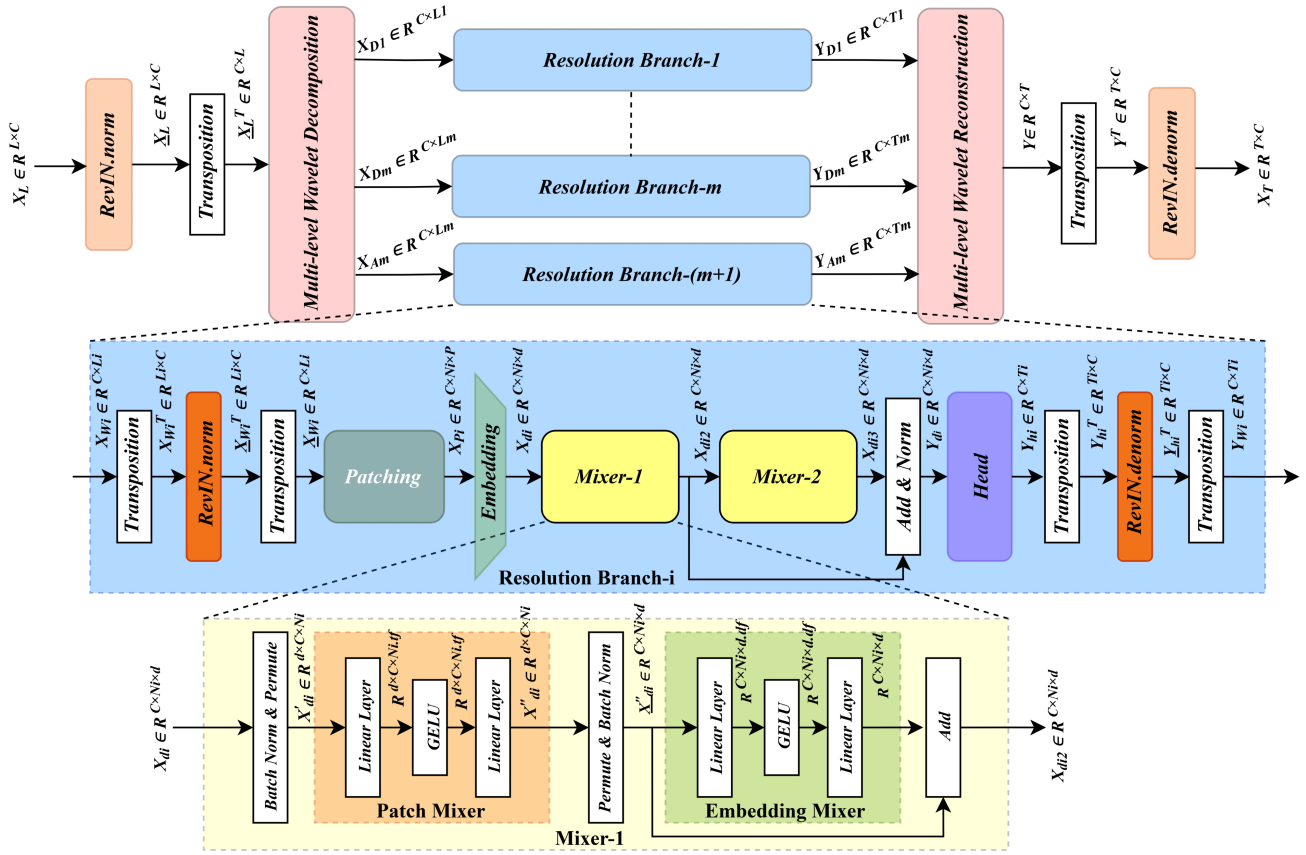 X_L ∈ R^{L×C}
RevIN.norm
X̲_L ∈ R^{L×C}
Transposition
X̲_L^T ∈ R^{C×L}
Multi-level Wavelet Decomposition
X_{D1} ∈ R^{C×L1}
Resolution Branch-1
Y_{D1} ∈ R^{C×T1}
X_{Dm} ∈ R^{C×Lm}
Resolution Branch-m
Y_{Dm} ∈ R^{C×Tm}
X_{Am} ∈ R^{C×Lm}
Resolution Branch-(m+1)
Y_{Am} ∈ R^{C×Tm}
Multi-level Wavelet Reconstruction
Y ∈ R^{C×T}
Transposition
Y^T ∈ R^{T×C}
RevIN.denorm
X_T ∈ R^{T×C}
X_{Wi} ∈ R^{C×Li}
Transposition
X_{Wi}^T ∈ R^{Li×C}
RevIN.norm
X̲_{Wi}^T ∈ R^{Li×C}
Transposition
X̲_{Wi} ∈ R^{C×Li}
Patching
X_{Pi} ∈ R^{C×Ni×P}
Embedding
X_{di} ∈ R^{C×Ni×d}
Mixer-1
X_{di2} ∈ R^{C×Ni×d}
Mixer-2
X_{di3} ∈ R^{C×Ni×d}
Add & Norm
Y_{di} ∈ R^{C×Ni×d}
Head
Y_{hi} ∈ R^{C×Ti}
Transposition
Y_{hi}^T ∈ R^{Ti×C}
RevIN.denorm
Y̲_{hi}^T ∈ R^{Ti×C}
Transposition
Y_{Wi} ∈ R^{C×Ti}
Resolution Branch-i
X_{di} ∈ R^{C×Ni×d}
Batch Norm & Permute
X'_{di} ∈ R^{d×C×Ni}
Linear Layer
R^{d×C×Ni.tf}
GELU
R^{d×C×Ni.tf}
Linear Layer
X''_{di} ∈ R^{d×C×Ni}
Patch Mixer
Permute & Batch Norm
X̲''_{di} ∈ R^{C×Ni×d}
Linear Layer
R^{C×Ni×d.df}
GELU
R^{C×Ni×d.df}
Linear Layer
R^{C×Ni×d}
Embedding Mixer
Add
X_{di2} ∈ R^{C×Ni×d}
Mixer-1